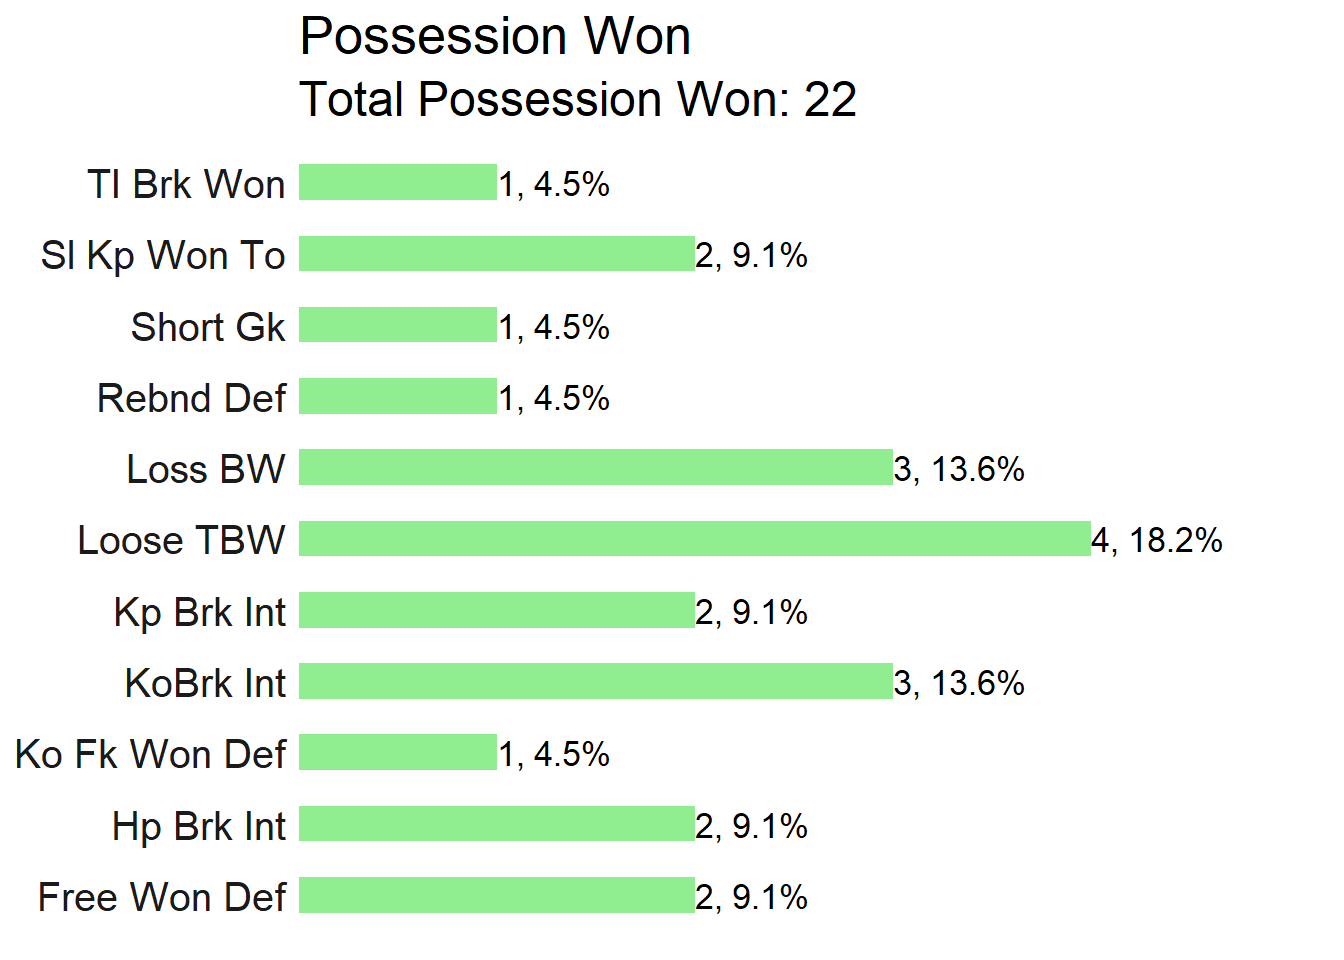 Possession Won
Total Possession Won: 22
Tl Brk Won 1, 4.5%
Sl Kp Won To 2, 9.1%
Short Gk 1, 4.5%
Rebnd Def 1, 4.5%
Loss BW 3, 13.6%
Loose TBW 4, 18.2%
Kp Brk Int 2, 9.1%
KoBrk Int 3, 13.6%
Ko Fk Won Def 1, 4.5%
Hp Brk Int 2, 9.1%
Free Won Def 2, 9.1%